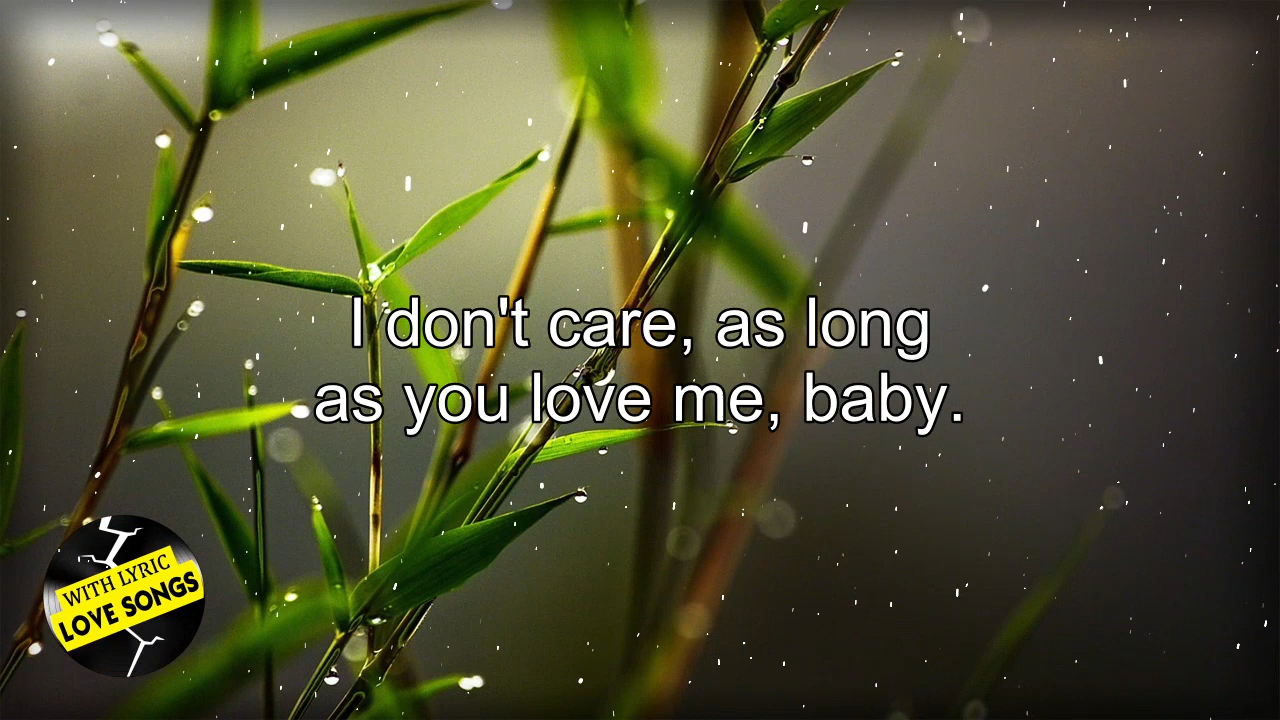 I don't care, as long
as you love me, baby.
WITH LYRIC
LOVE SONGS